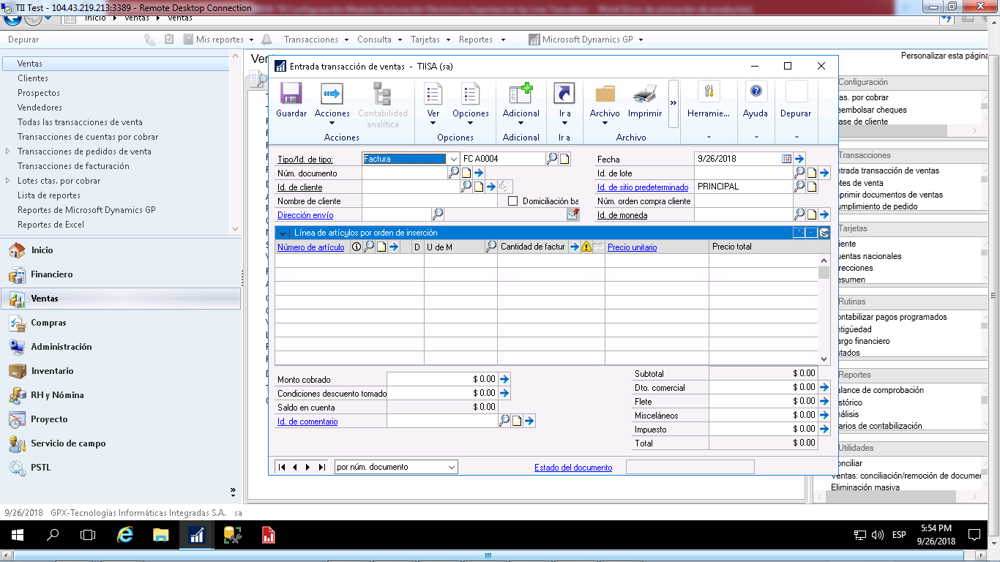 TII Test - 104.43.219.213:3389 - Remote Desktop Connection
Inicio Ventas Ventas
Depurar Mis reportes Transacciones Consulta Tarjetas Reportes Microsoft Dynamics GP
Personalizar esta página
Ventas
Clientes
Prospectos
Vendedores
Todas las transacciones de venta
Transacciones de cuentas por cobrar
Transacciones de pedidos de venta
Transacciones de facturación
Lotes ctas. por cobrar
Lista de reportes
Reportes de Microsoft Dynamics GP
Reportes de Excel
Inicio
Financiero
Ventas
Compras
Administración
Inventario
RH y Nómina
Proyecto
Servicio de campo
PSTL
Entrada transacción de ventas - TIISA (sa)
Guardar Acciones Contabilidad analítica
Acciones
Ver Opciones
Opciones
Adicional
Adicional
Ir a
Ir a
Archivo Imprimir
Archivo
»
Herramie...
Ayuda
Depurar
Tipo/Id. de tipo: Factura FC A0004 Fecha 9/26/2018
Núm. documento Id. de lote
Id. de cliente Id. de sitio predeterminado PRINCIPAL
Nombre de cliente Domiciliación ba Núm. orden compra cliente
Dirección envío Id. de moneda
Línea de artículos por orden de inserción
Número de artículo D U de M Cantidad de factur Precio unitario Precio total
Monto cobrado $ 0.00
Condiciones descuento tomado $ 0.00
Saldo en cuenta $ 0.00
Id. de comentario
Subtotal $ 0.00
Dto. comercial $ 0.00
Flete $ 0.00
Misceláneos $ 0.00
Impuesto $ 0.00
Total $ 0.00
por núm. documento Estado del documento
Configuración
as. por cobrar
eembolsar cheques
ase de cliente
Transacciones
ntrada transacción de ventas
otes de venta
nprimir documentos de ventas
umplimiento de pedido
Tarjetas
iente
uentas nacionales
recciones
esumen
Rutinas
ontabilizar pagos programados
ntigüedad
argo financiero
stados
Reportes
alance de comprobación
istórico
nálisis
arios de contabilización
Utilidades
onciliar
Ventas: conciliación/remoción de documer
Eliminación masiva
9/26/2018 GPX-Tecnologías Informáticas Integradas S.A. sa
ESP
5:54 PM
9/26/2018